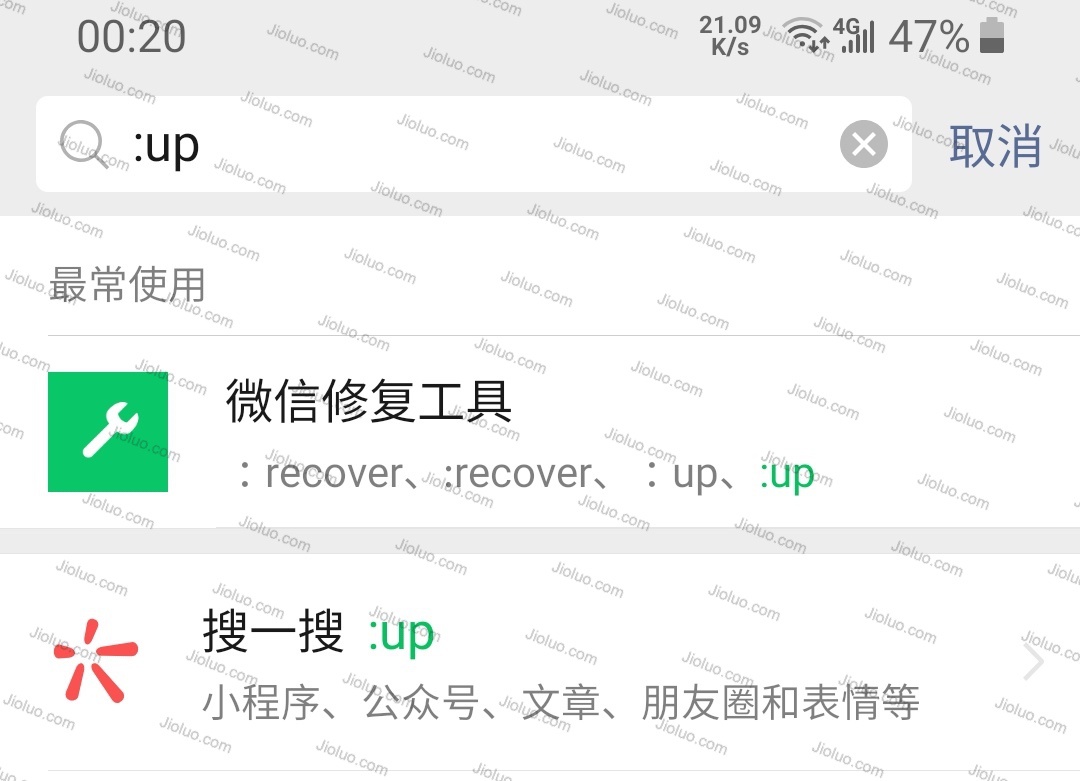 00:20
21.09 K/s
4G
47%
:up
取消
最常使用
微信修复工具
：recover、:recover、：up、:up
搜一搜 :up
小程序、公众号、文章、朋友圈和表情等
Jioluo.com